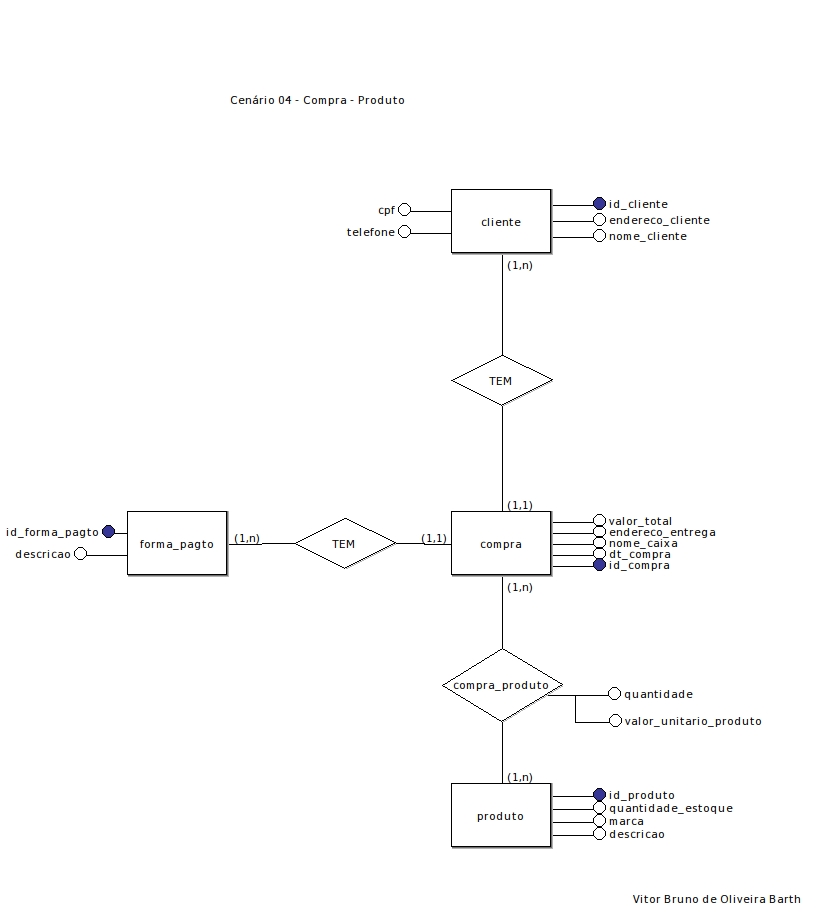 Cenário 04 - Compra - Produto
cpf
telefone
cliente
id_cliente
endereco_cliente
nome_cliente
(1,n)
TEM
(1,1)
id_forma_pagto
descricao
forma_pagto
(1,n)
TEM
(1,1)
compra
valor_total
endereco_entrega
nome_caixa
dt_compra
id_compra
(1,n)
compra_produto
quantidade
valor_unitario_produto
(1,n)
produto
id_produto
quantidade_estoque
marca
descricao
Vitor Bruno de Oliveira Barth